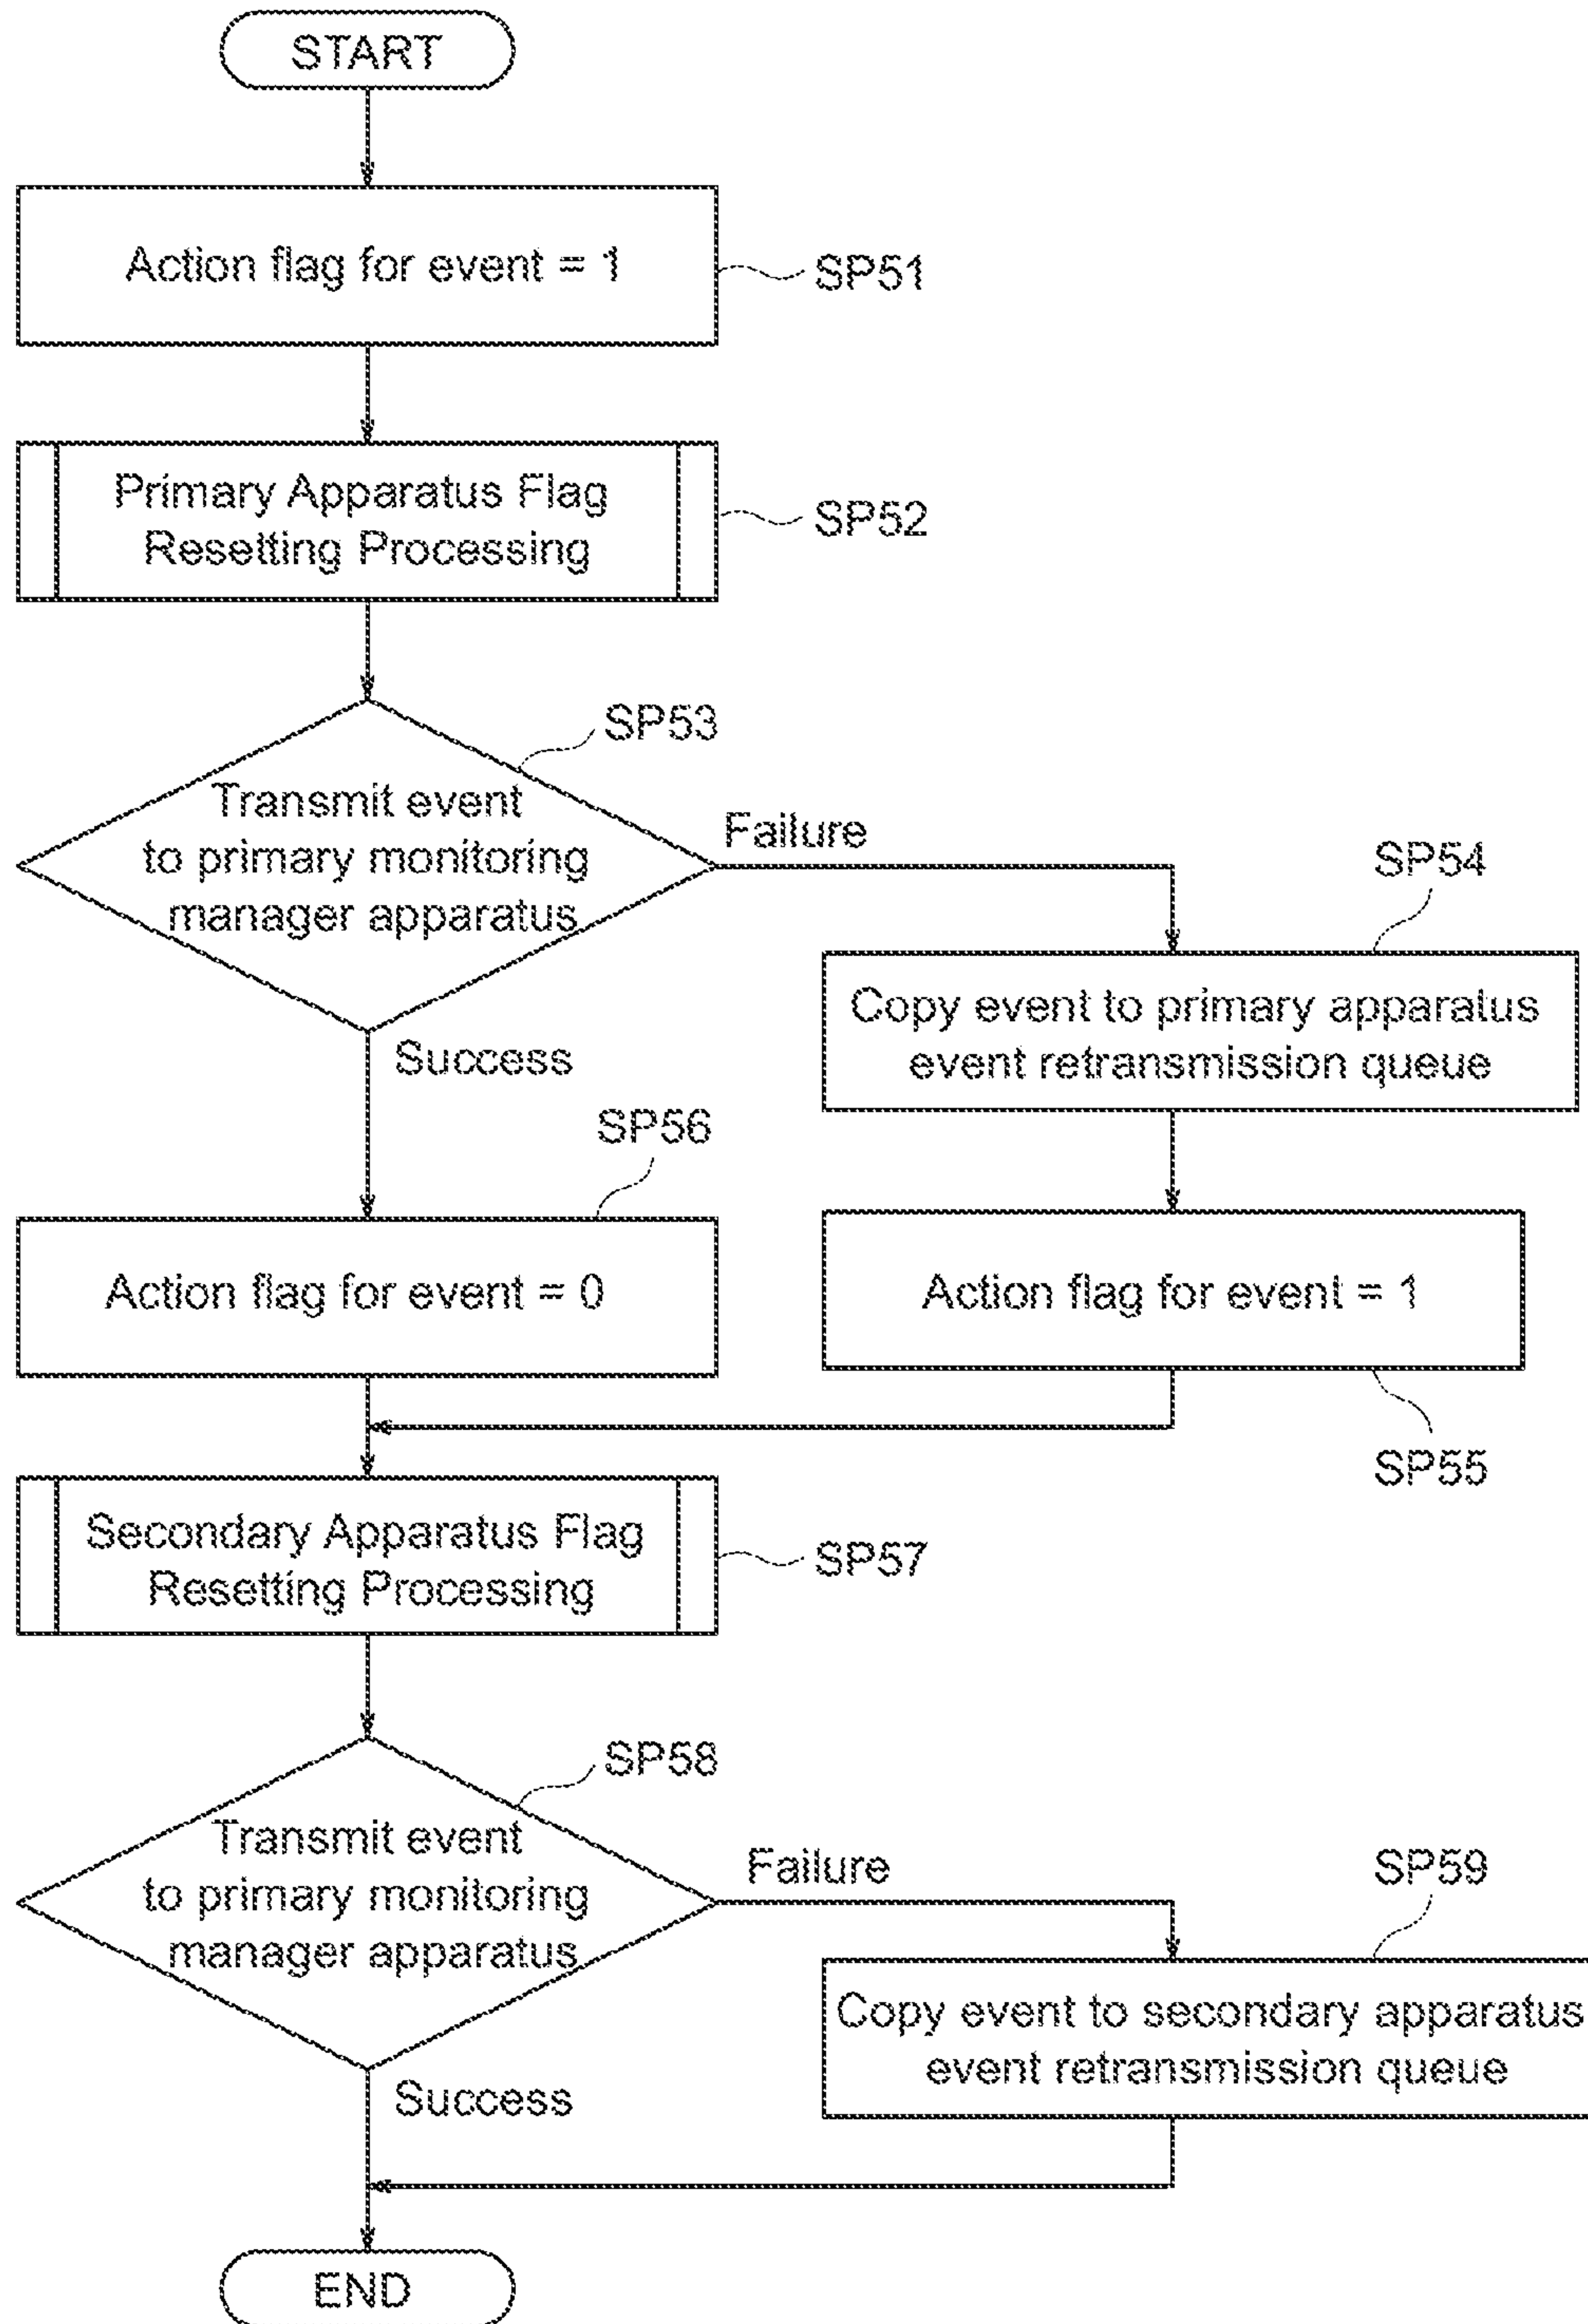 START
Action flag for event = 1
SP51
Primary Apparatus Flag
Resetting Processing
SP52
SP53
Transmit event
to primary monitoring
manager apparatus
Failure
SP54
Copy event to primary apparatus
event retransmission queue
Success
SP56
Action flag for event = 0
Action flag for event = 1
SP55
Secondary Apparatus Flag
Resetting Processing
SP57
SP58
Transmit event
to primary monitoring
manager apparatus
Failure
SP59
Copy event to secondary apparatus
event retransmission queue
Success
END